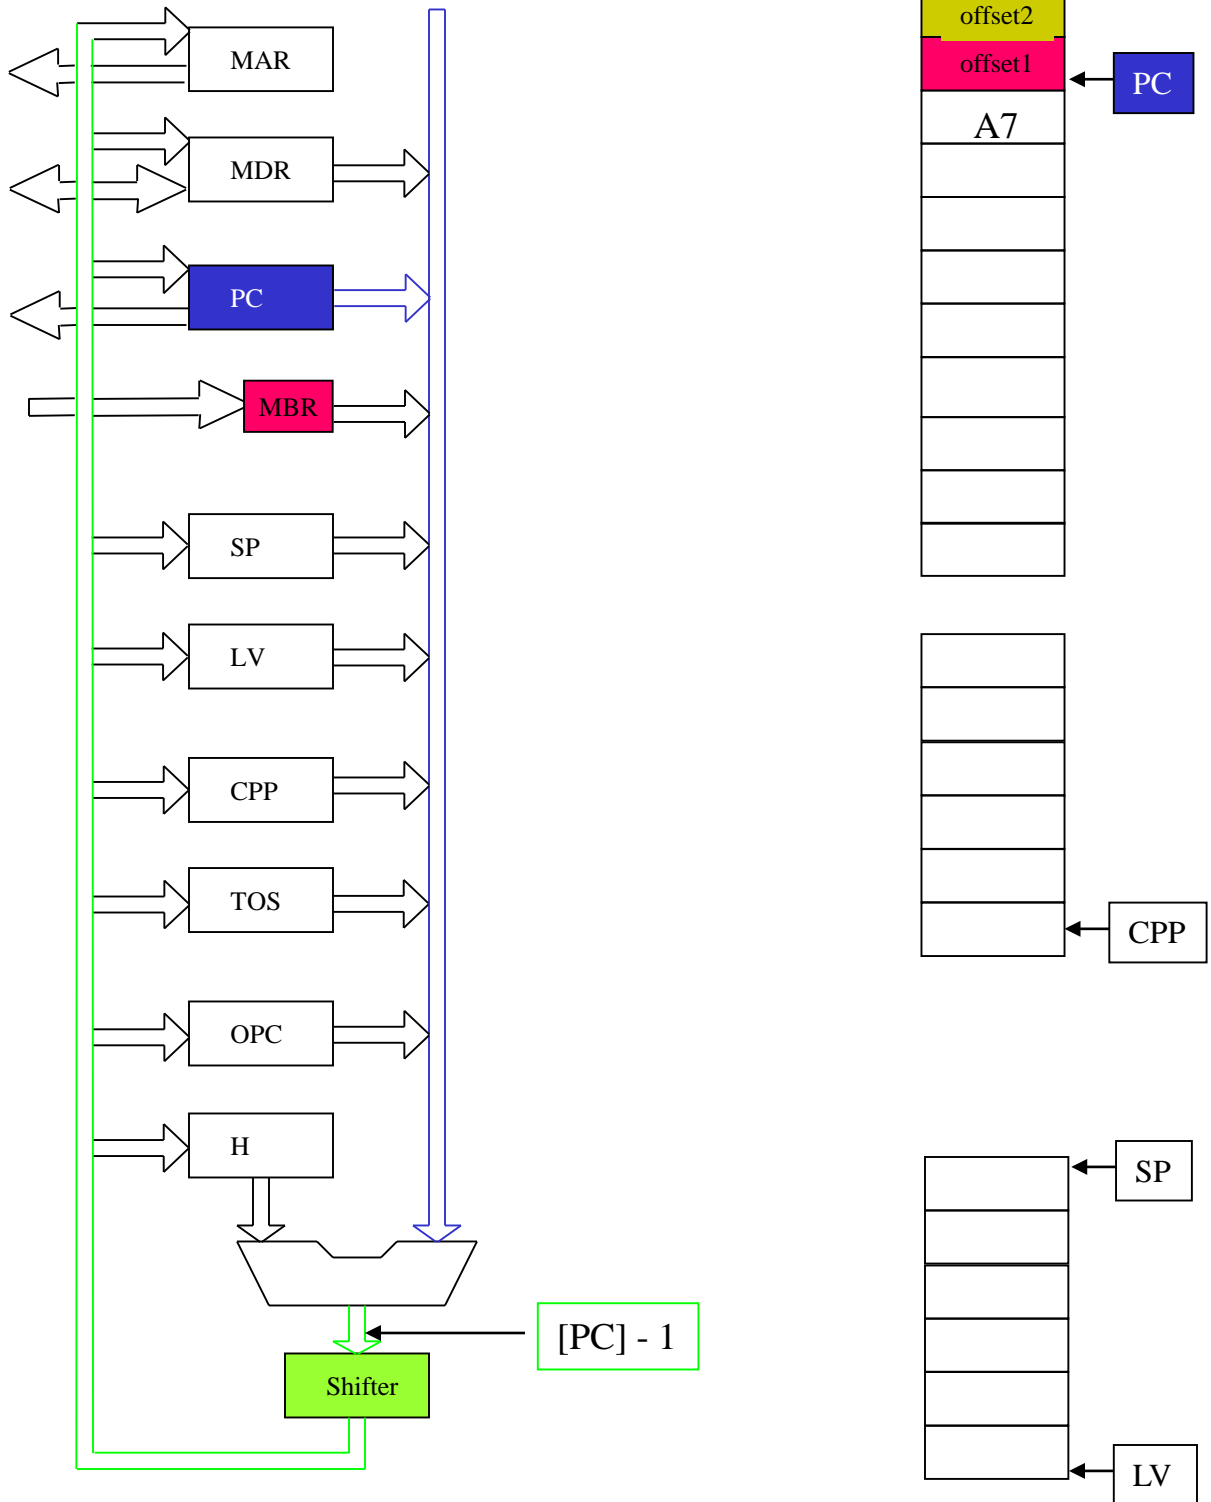 MAR
MDR
PC
MBR
SP
LV
CPP
TOS
OPC
H
[PC] - 1
Shifter
offset2
offset1
PC
A7
CPP
SP
LV